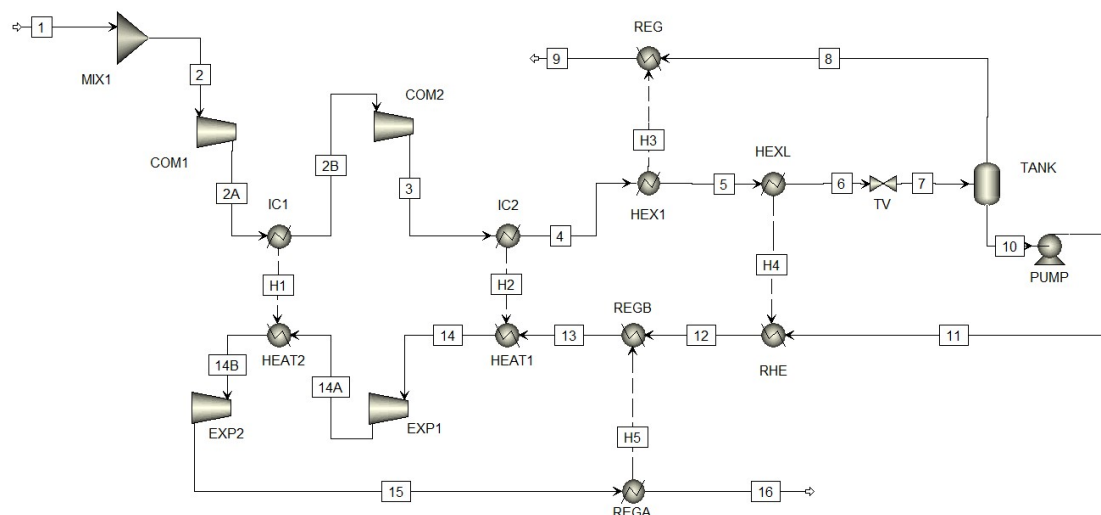 1
MIX1
2
COM1
2A
IC1
2B
COM2
3
IC2
4
REG
9
8
H3
HEX1
5
HEXL
6
TV
7
TANK
10
PUMP
H1
H2
H4
HEAT2
14A
14
HEAT1
13
REGB
12
RHE
11
14B
EXP2
EXP1
H5
15
REGA
16